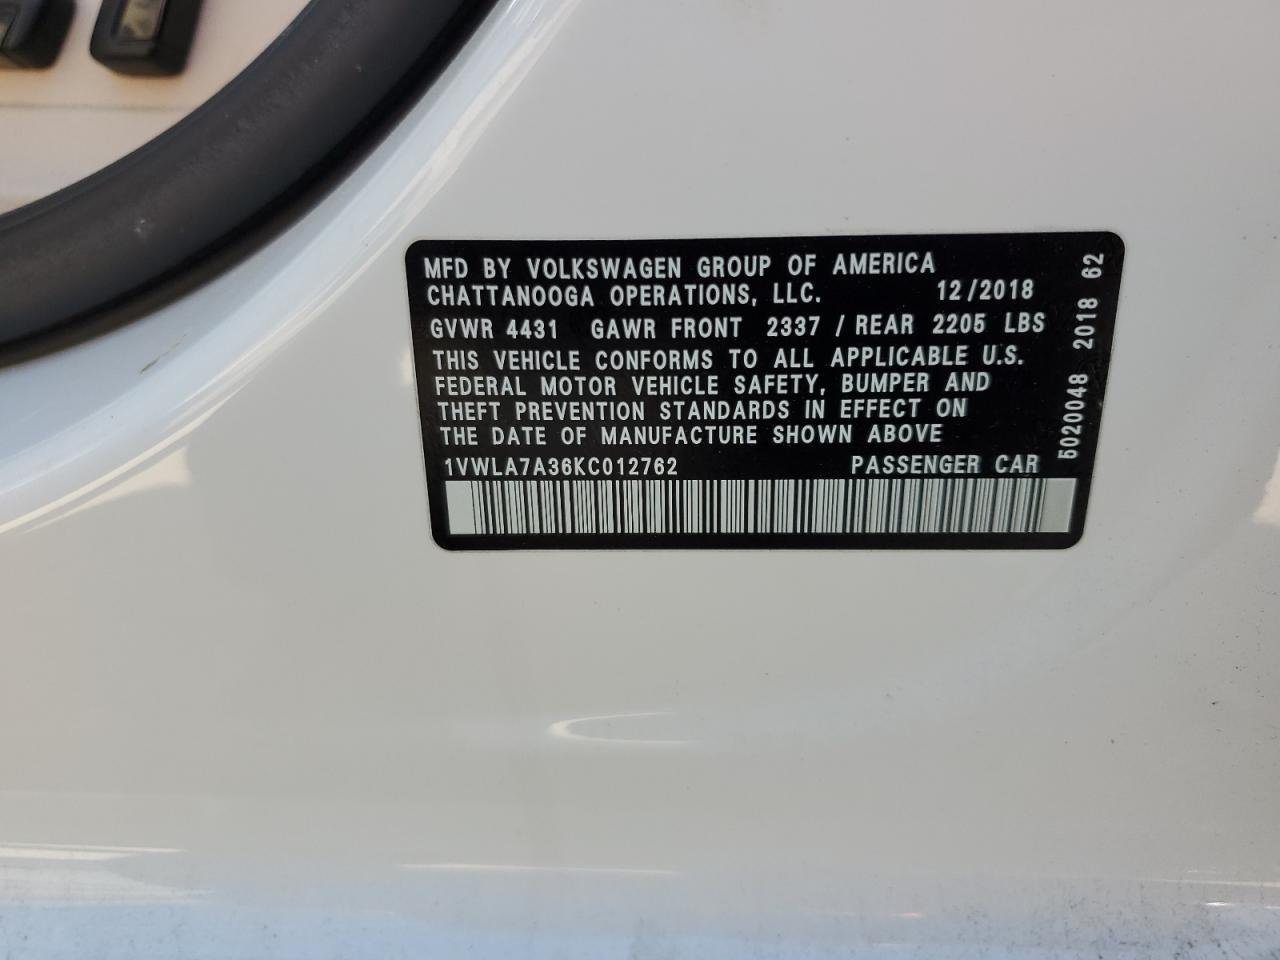 MFD BY VOLKSWAGEN GROUP OF AMERICA
CHATTANOOGA OPERATIONS, LLC. 12/2018
GVWR 4431 GAWR FRONT 2337 / REAR 2205 LBS
THIS VEHICLE CONFORMS TO ALL APPLICABLE U.S.
FEDERAL MOTOR VEHICLE SAFETY, BUMPER AND
THEFT PREVENTION STANDARDS IN EFFECT ON
THE DATE OF MANUFACTURE SHOWN ABOVE
1VWLA7A36KC012762 PASSENGER CAR
5020048 2018 62